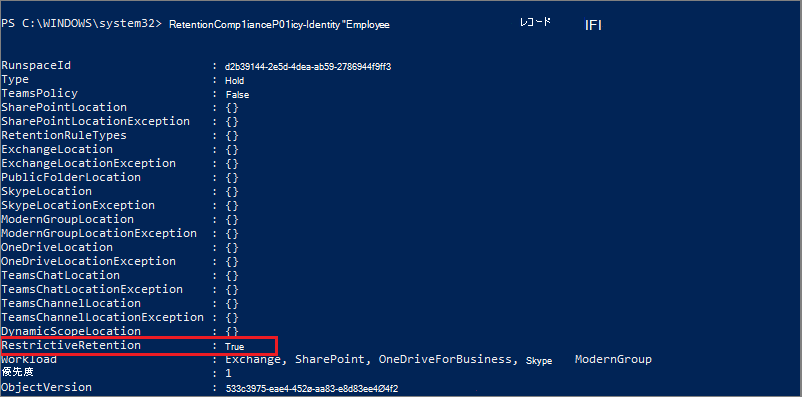 PS C:\WINDOWS\system32> RetentionComp1ianceP01icy-Identity "Employee レコード IFI
RunspaceId : d2b39144-2e5d-4dea-ab59-2786944f9ff3
Type : Hold
TeamsPolicy : False
SharePointLocation : {}
SharePointLocationException : {}
RetentionRuleTypes : {}
ExchangeLocation : {}
ExchangeLocationException : {}
PublicFolderLocation : {}
SkypeLocation : {}
SkypeLocationException : {}
ModernGroupLocation : {}
ModernGroupLocationException : {}
OneDriveLocation : {}
OneDriveLocationException : {}
TeamsChatLocation : {}
TeamsChatLocationException : {}
TeamsChannelLocation : {}
TeamsChannelLocationException : {}
DynamicScopeLocation : {}
RestrictiveRetention : True
Workload : Exchange, SharePoint, OneDriveForBusiness, Skype ModernGroup
優先度 : 1
ObjectVersion : 533c3975-eae4-452ø-aa83-e8d83ee4Ø4f2